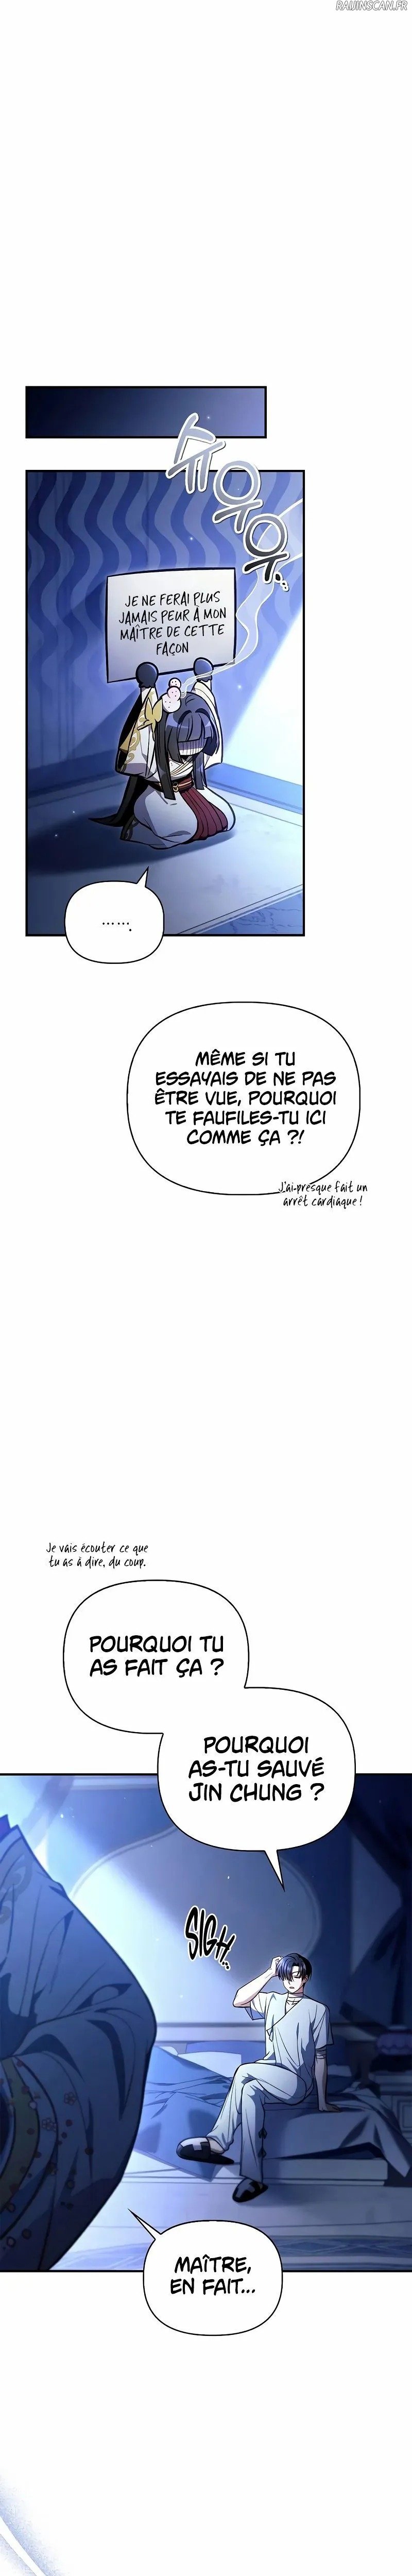 RAIJINSCAN.FR
슈우우...
JE NE FERAI PLUS
JAMAIS PEUR À MON
MAÎTRE DE CETTE
FAÇON
.......
MÊME SI TU
ESSAYAIS DE NE PAS
ÊTRE VUE, POURQUOI
TE FAUFILES-TU ICI
COMME ÇA ?!
J'ai presque fait un
arrêt cardiaque !
Je vais écouter ce que
tu as à dire, du coup.
POURQUOI TU
AS FAIT ÇA ?
POURQUOI
AS-TU SAUVÉ
JIN CHUNG ?
SIGH...
MAÎTRE,
EN FAIT...